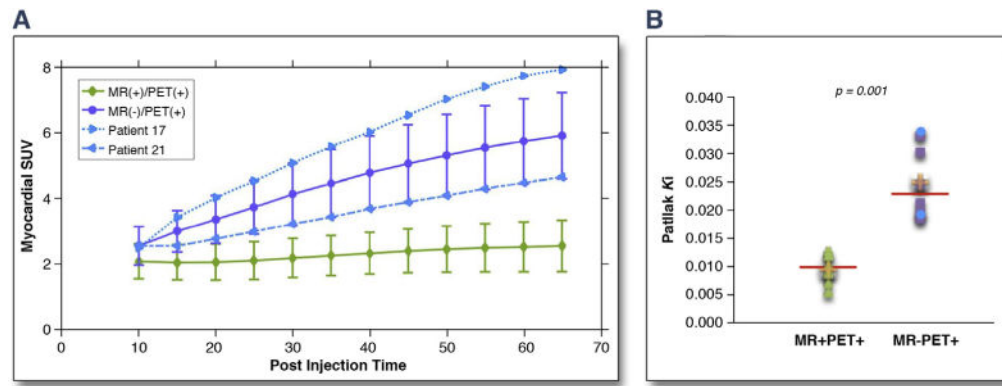 A
B
8
6
4
2
0
Myocardial SUV
MR(+)/PET(+)
MR(-)/PET(+)
Patient 17
Patient 21
0 10 20 30 40 50 60 70
Post Injection Time
p = 0.001
0.040
0.035
0.030
0.025
0.020
0.015
0.010
0.005
0.000
Patlak Ki
MR+PET+ MR-PET+